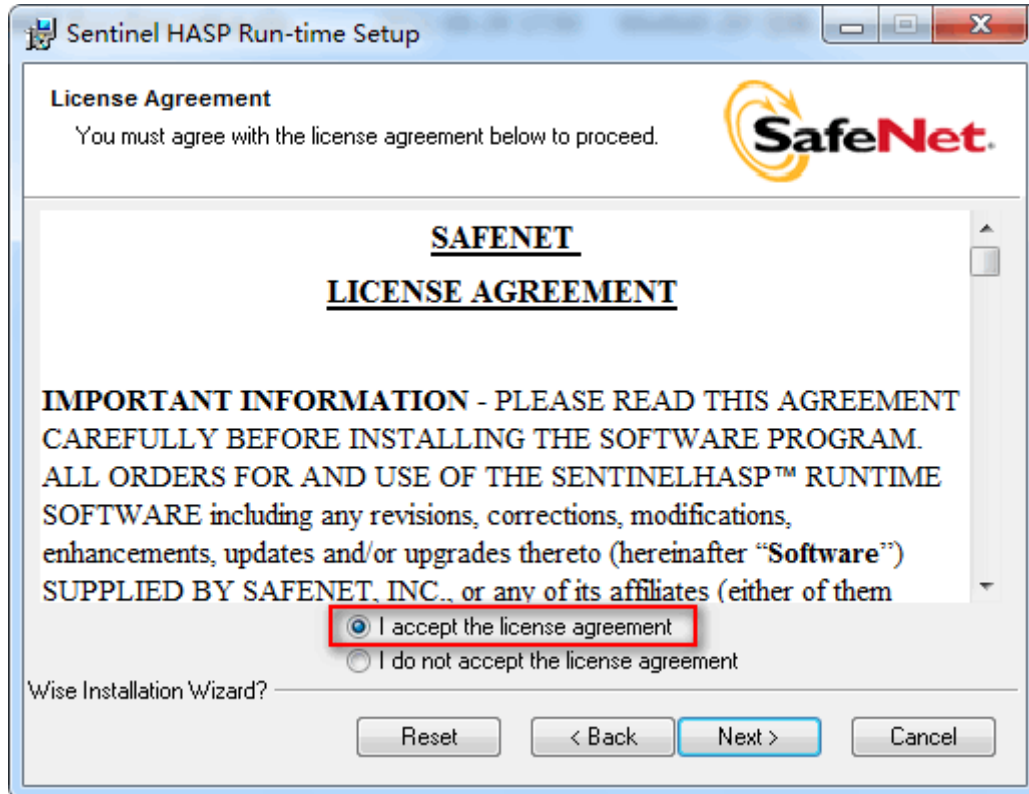 Sentinel HASP Run-time Setup
License Agreement
You must agree with the license agreement below to proceed.
SafeNet.
SAFENET
LICENSE AGREEMENT
IMPORTANT INFORMATION - PLEASE READ THIS AGREEMENT
CAREFULLY BEFORE INSTALLING THE SOFTWARE PROGRAM.
ALL ORDERS FOR AND USE OF THE SENTINELHASP™ RUNTIME
SOFTWARE including any revisions, corrections, modifications,
enhancements, updates and/or upgrades thereto (hereinafter “Software”)
SUPPLIED BY SAFENET, INC., or any of its affiliates (either of them
I accept the license agreement
I do not accept the license agreement
Wise Installation Wizard?
Reset
< Back
Next >
Cancel